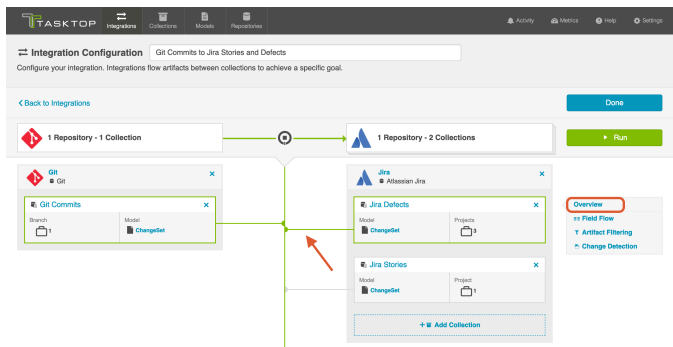 TASKTOP
Integrations
Collections
Models
Repositories
Activity
Metrics
Help
Settings
Integration Configuration
Git Commits to Jira Stories and Defects
Configure your integration. Integrations flow artifacts between collections to achieve a specific goal.
Back to Integrations
Done
1 Repository - 1 Collection
1 Repository - 2 Collections
Run
Git
Git
Jira
Atlassian Jira
Git Commits
Branch
Model
1
ChangeSet
Jira Defects
Model
Projects
ChangeSet
3
Jira Stories
Model
Project
ChangeSet
1
+ Add Collection
Overview
Field Flow
Artifact Filtering
Change Detection